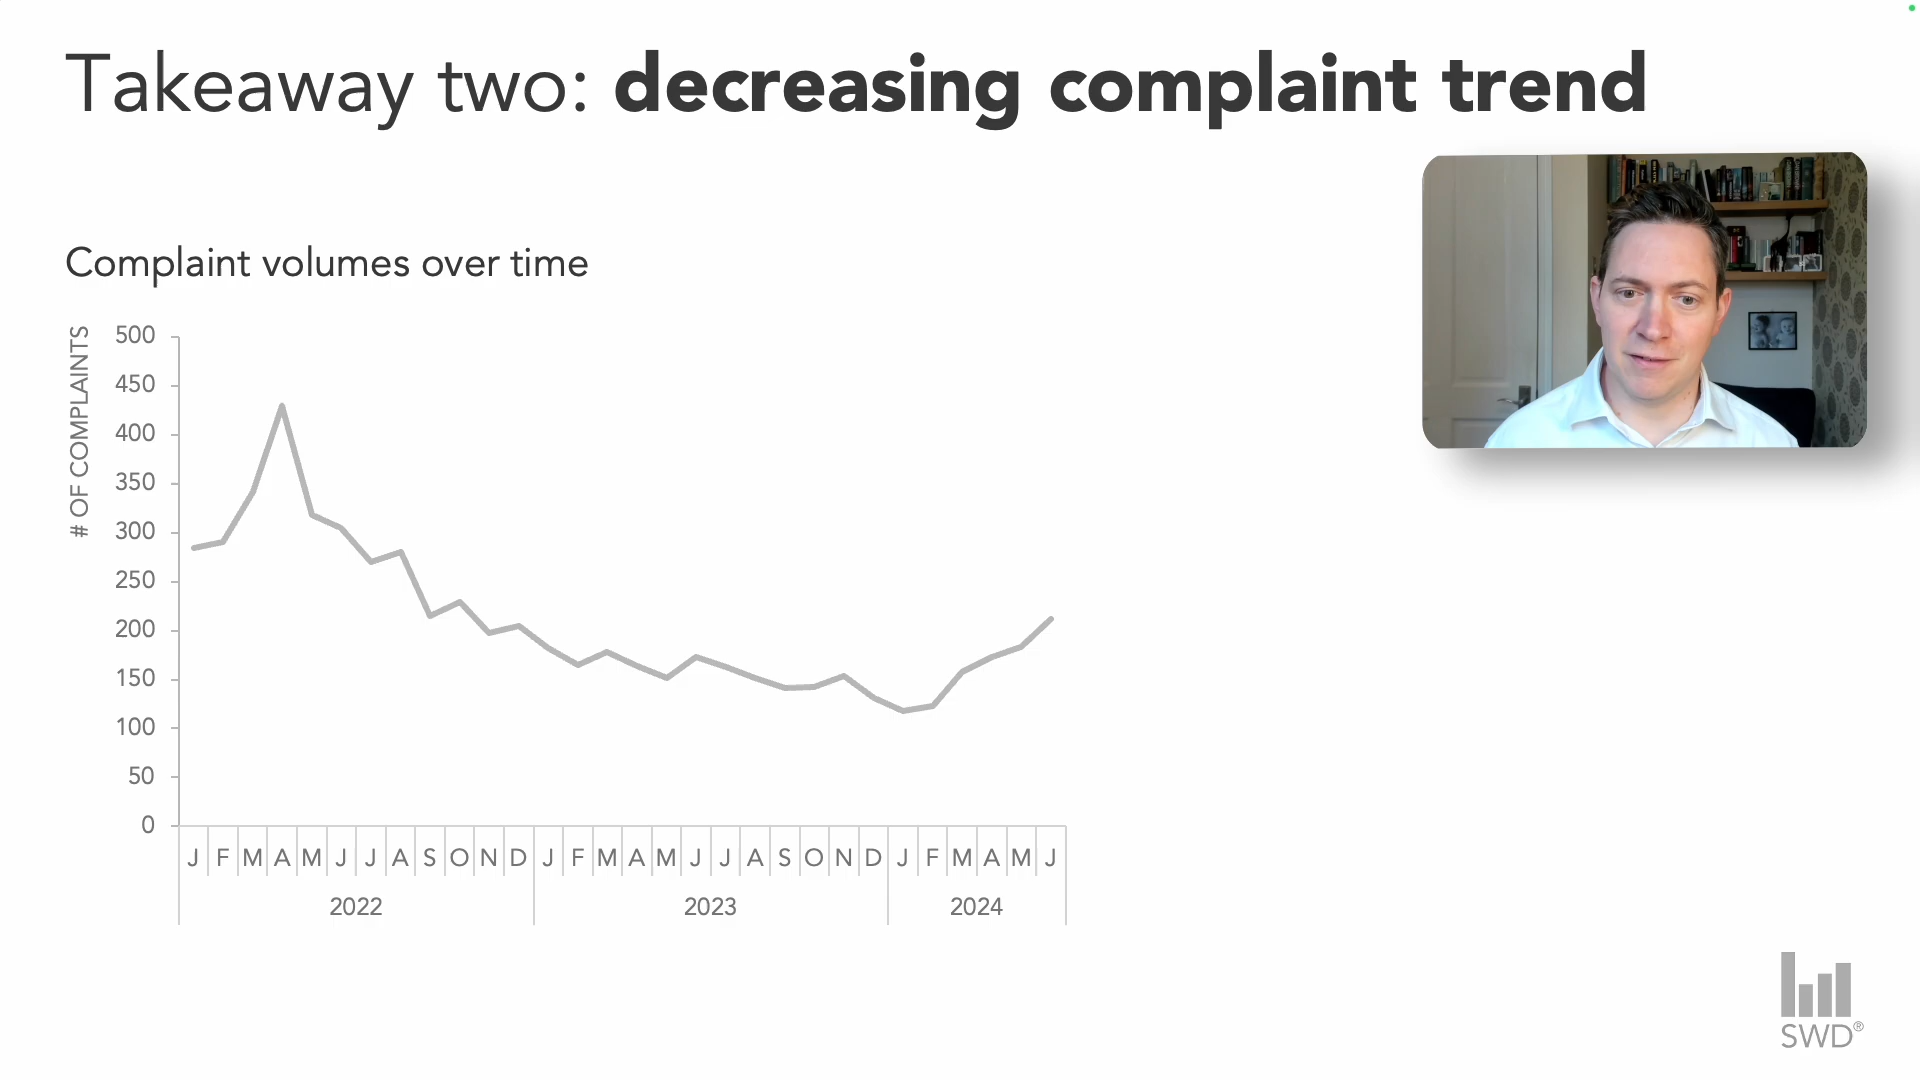 Takeaway two: decreasing complaint trend
Complaint volumes over time
# OF COMPLAINTS
500
450
400
350
300
250
200
150
100
50
0
J F M A M J J A S O N D J F M A M J J A S O N D J F M A M J
2022 2023 2024
SWD®